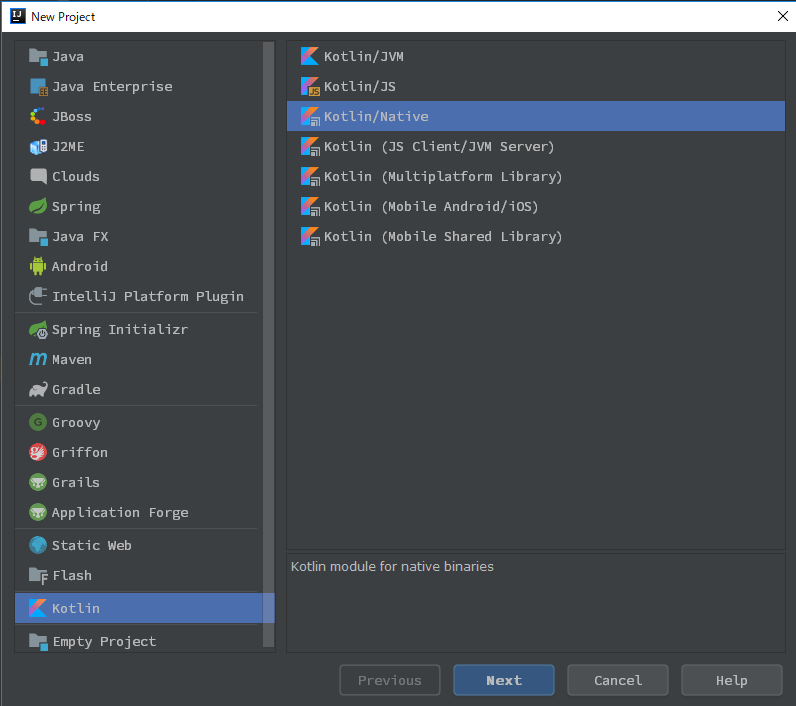 New Project
Java
Java Enterprise
JBoss
J2ME
Clouds
Spring
Java FX
Android
IntelliJ Platform Plugin
Spring Initializr
Maven
Gradle
Groovy
Griffon
Grails
Application Forge
Static Web
Flash
Kotlin
Empty Project
Kotlin/JVM
Kotlin/JS
Kotlin/Native
Kotlin (JS Client/JVM Server)
Kotlin (Multiplatform Library)
Kotlin (Mobile Android/iOS)
Kotlin (Mobile Shared Library)
Kotlin module for native binaries
Previous
Next
Cancel
Help